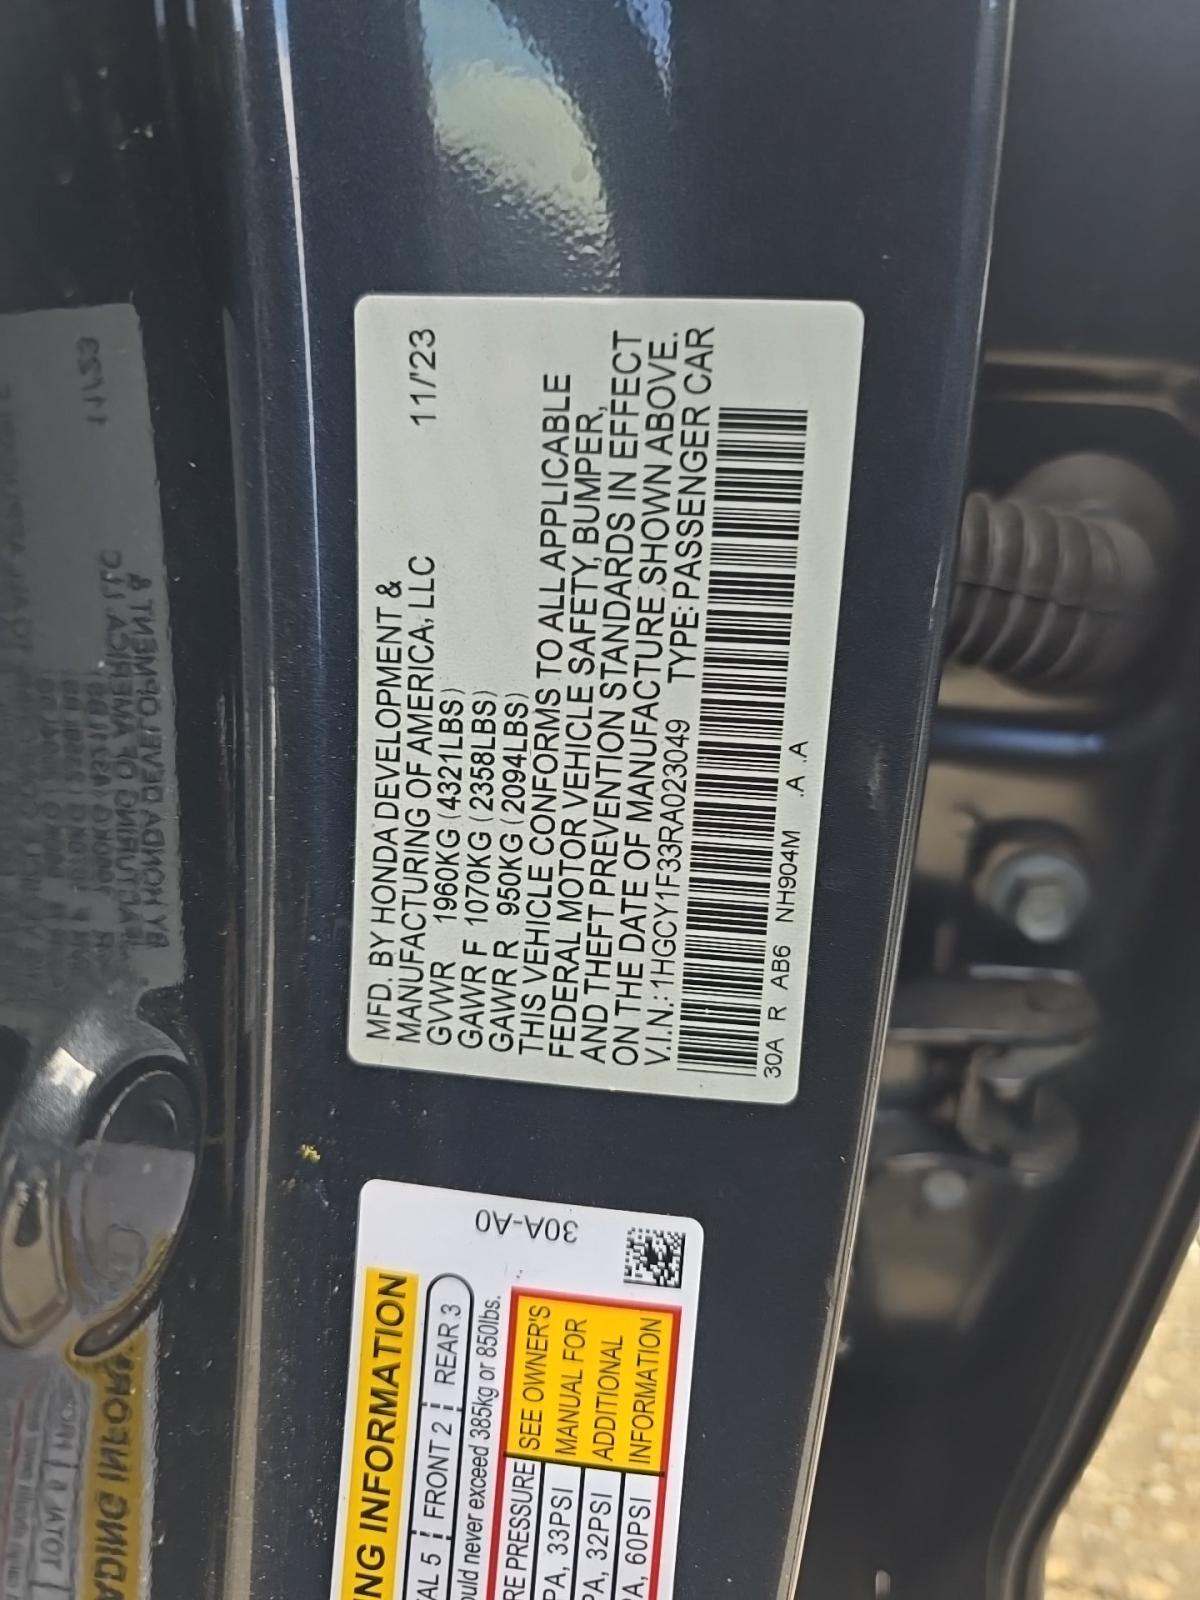 MFD. BY HONDA DEVELOPMENT &
MANUFACTURING OF AMERICA, LLC 11/'23
GVWR 1960KG (4321LBS)
GAWR F 1070KG (2358LBS)
GAWR R 950KG (2094LBS)
THIS VEHICLE CONFORMS TO ALL APPLICABLE
FEDERAL MOTOR VEHICLE SAFETY, BUMPER,
AND THEFT PREVENTION STANDARDS IN EFFECT
ON THE DATE OF MANUFACTURE SHOWN ABOVE.
V.I.N.: 1HGCY1F33RA023049 TYPE: PASSENGER CAR
30A R AB6 NH904M .A .A
30A-A0
NG INFORMATION
AL 5 FRONT 2 REAR 3
ould never exceed 385kg or 850lbs.
RE PRESSURE SEE OWNER'S
PA, 33PSI MANUAL FOR
PA, 32PSI ADDITIONAL
PA, 60PSI INFORMATION